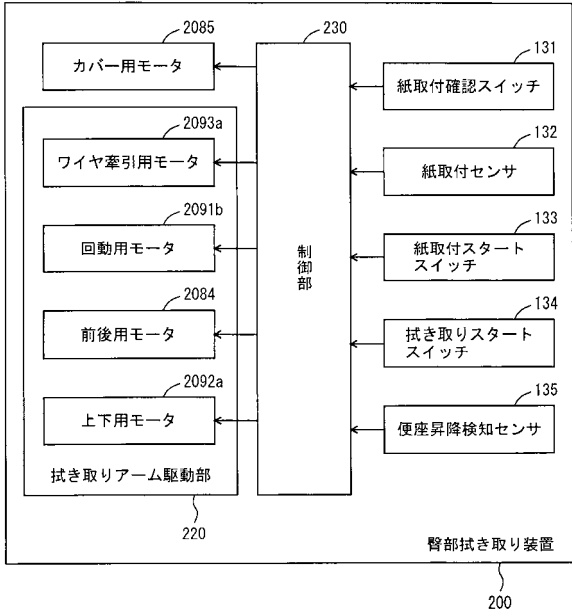 2085
カバー用モータ
2093a
ワイヤ牽引用モータ
2091b
回動用モータ
2084
前後用モータ
2092a
上下用モータ
拭き取りアーム駆動部
220
230
制御部
131
紙取付確認スイッチ
132
紙取付センサ
133
紙取付スタート
スイッチ
134
拭き取りスタート
スイッチ
135
便座昇降検知センサ
臀部拭き取り装置
200